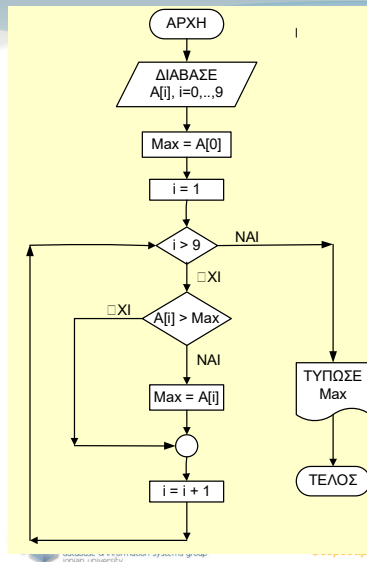 ΑΡΧΗ
I
ΔΙΑΒΑΣΕ
A[i], i=0,..,9
Max = A[0]
i = 1
i > 9
ΝΑΙ
□ΧΙ
□ΧΙ
A[i] > Max
ΝΑΙ
Max = A[i]
ΤΥΠΩΣΕ
Max
i = i + 1
ΤΕΛΟΣ
database & information systems group
ionian university